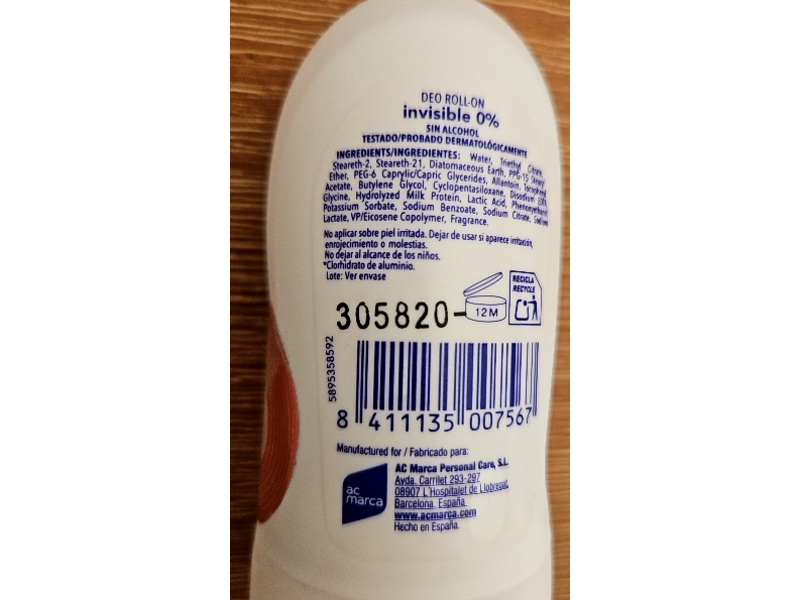 DEO ROLL-ON
invisible 0%
SIN ALCOHOL
TESTADO/PROBADO DERMATOLÓGICAMENTE
INGREDIENTS/INGREDIENTES: Water, Triethyl Citrate,
Steareth-2, Steareth-21, Diatomaceous Earth, PPG-15 Stearyl
Ether, PEG-6 Caprylic/Capric Glycerides, Allantoin, Tocopheryl
Acetate, Butylene Glycol, Cyclopentasiloxane, Disodium EDTA,
Glycine, Hydrolyzed Milk Protein, Lactic Acid, Phenoxyethanol,
Potassium Sorbate, Sodium Benzoate, Sodium Citrate, Sodium
Lactate, VP/Eicosene Copolymer, Fragrance.
No aplicar sobre piel irritada. Dejar de usar si aparece irritación,
enrojecimiento o molestias.
No dejar al alcance de los niños.
*Clorhidrato de aluminio.
Lote: Ver envase
305820-
12M
RECICLA
RECYCLE
5895358592
8 411135 007567
Manufactured for / Fabricado para:
ac
marca
AC Marca Personal Care, S.L.
Avda. Carrilet 293-297
08907 L'Hospitalet de Llobregat,
Barcelona. España.
www.acmarca.com
Hecho en España.